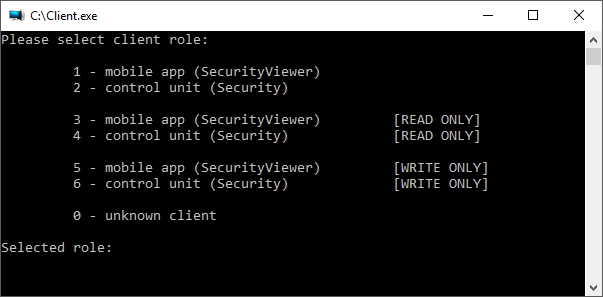 C:\Client.exe
Please select client role:
1 - mobile app (SecurityViewer)
2 - control unit (Security)
3 - mobile app (SecurityViewer) [READ ONLY]
4 - control unit (Security) [READ ONLY]
5 - mobile app (SecurityViewer) [WRITE ONLY]
6 - control unit (Security) [WRITE ONLY]
0 - unknown client
Selected role: